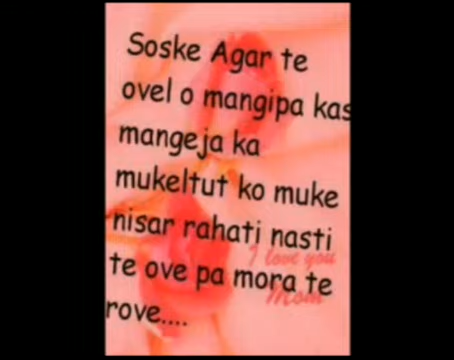 Soske Agar te
ovel o mangipa kas
mangeja ka
mukeltut ko muke
nisar rahati nasti
te ove pa mora te
rove....
I love you
Mom